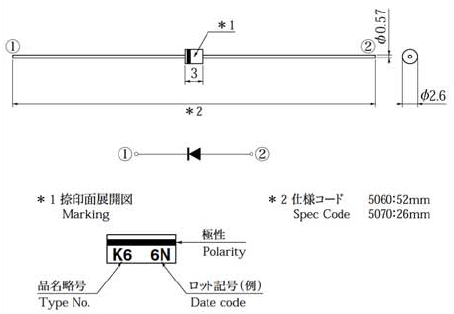 *1
φ0.57
①
②
3
*2
φ2.6
① ②
*1 捺印面展開図
Marking
*2 仕様コード 5060:52mm
Spec Code 5070:26mm
極性
Polarity
K6 6N
品名略号
Type No.
ロット記号(例)
Date code